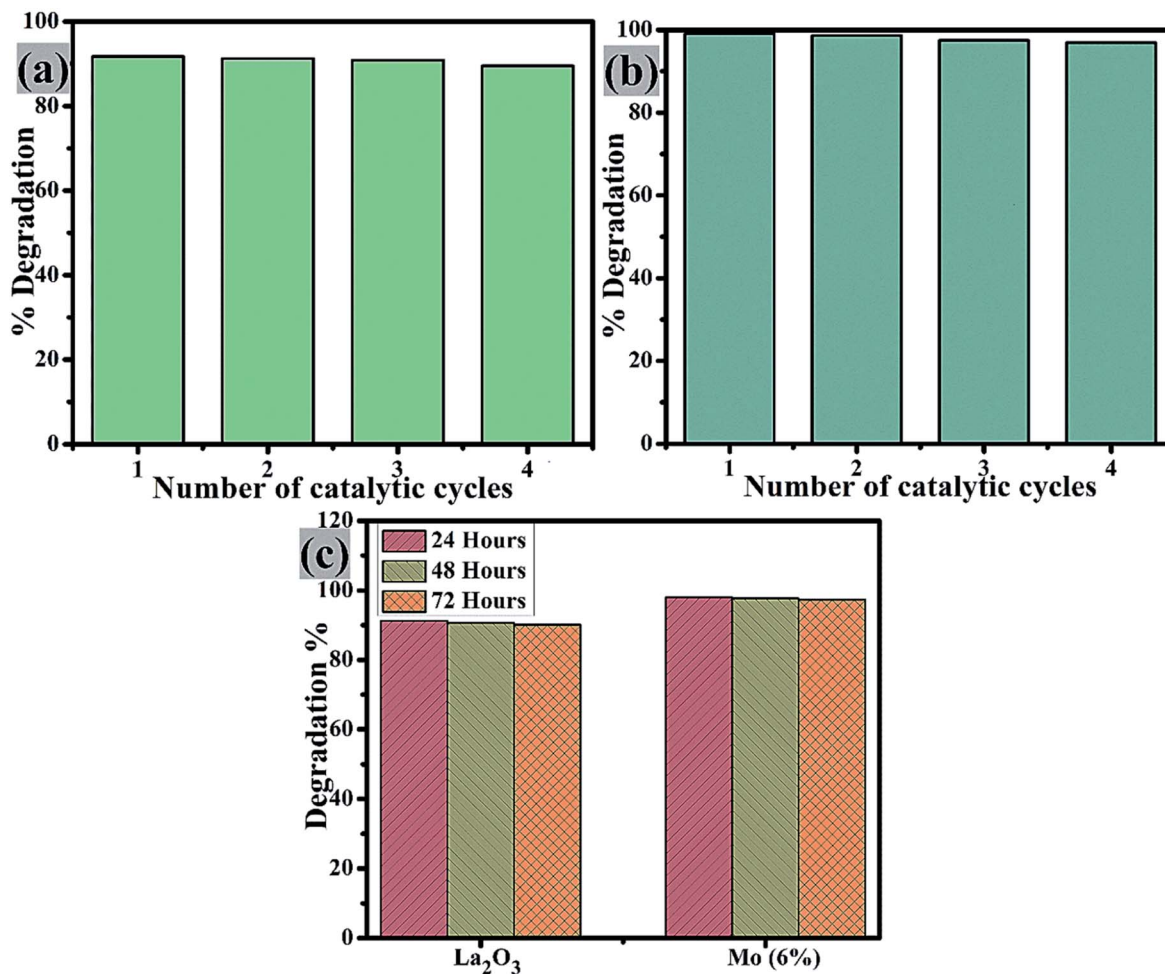 (a)
% Degradation
100
80
60
40
20
0
1 2 3 4
Number of catalytic cycles
(b)
% Degradation
100
80
60
40
20
0
1 2 3 4
Number of catalytic cycles
(c)
Degradation %
120
100
80
60
40
20
0
24 Hours
48 Hours
72 Hours
La₂O₃ Mo (6%)